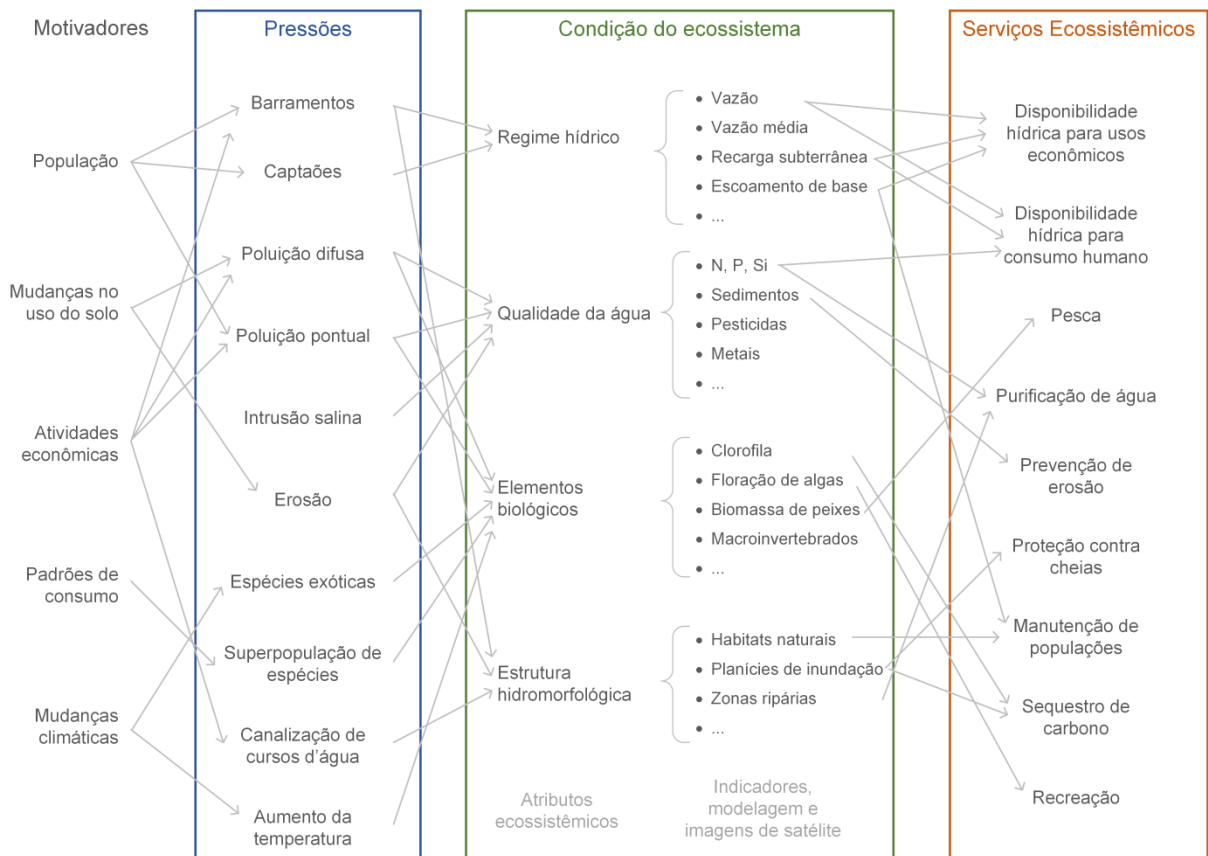 Motivadores
Pressões
Condição do ecossistema
Serviços Ecossistêmicos
População
Mudanças no
uso do solo
Atividades
econômicas
Padrões de
consumo
Mudanças
climáticas
Barramentos
Captaões
Poluição difusa
Poluição pontual
Intrusão salina
Erosão
Espécies exóticas
Superpopulação de
espécies
Canalização de
cursos d'água
Aumento da
temperatura
Regime hídrico
Qualidade da água
Elementos
biológicos
Estrutura
hidromorfológica
Atributos
ecossistêmicos
• Vazão
• Vazão média
• Recarga subterrânea
• Escoamento de base
• ...
• N, P, Si
• Sedimentos
• Pesticidas
• Metais
• ...
• Clorofila
• Floração de algas
• Biomassa de peixes
• Macroinvertebrados
• ...
• Habitats naturais
• Planícies de inundação
• Zonas ripárias
• ...
Indicadores,
modelagem e
imagens de satélite
Disponibilidade
hídrica para usos
econômicos
Disponibilidade
hídrica para
consumo humano
Pesca
Purificação de água
Prevenção de
erosão
Proteção contra
cheias
Manutenção de
populações
Sequestro de
carbono
Recreação